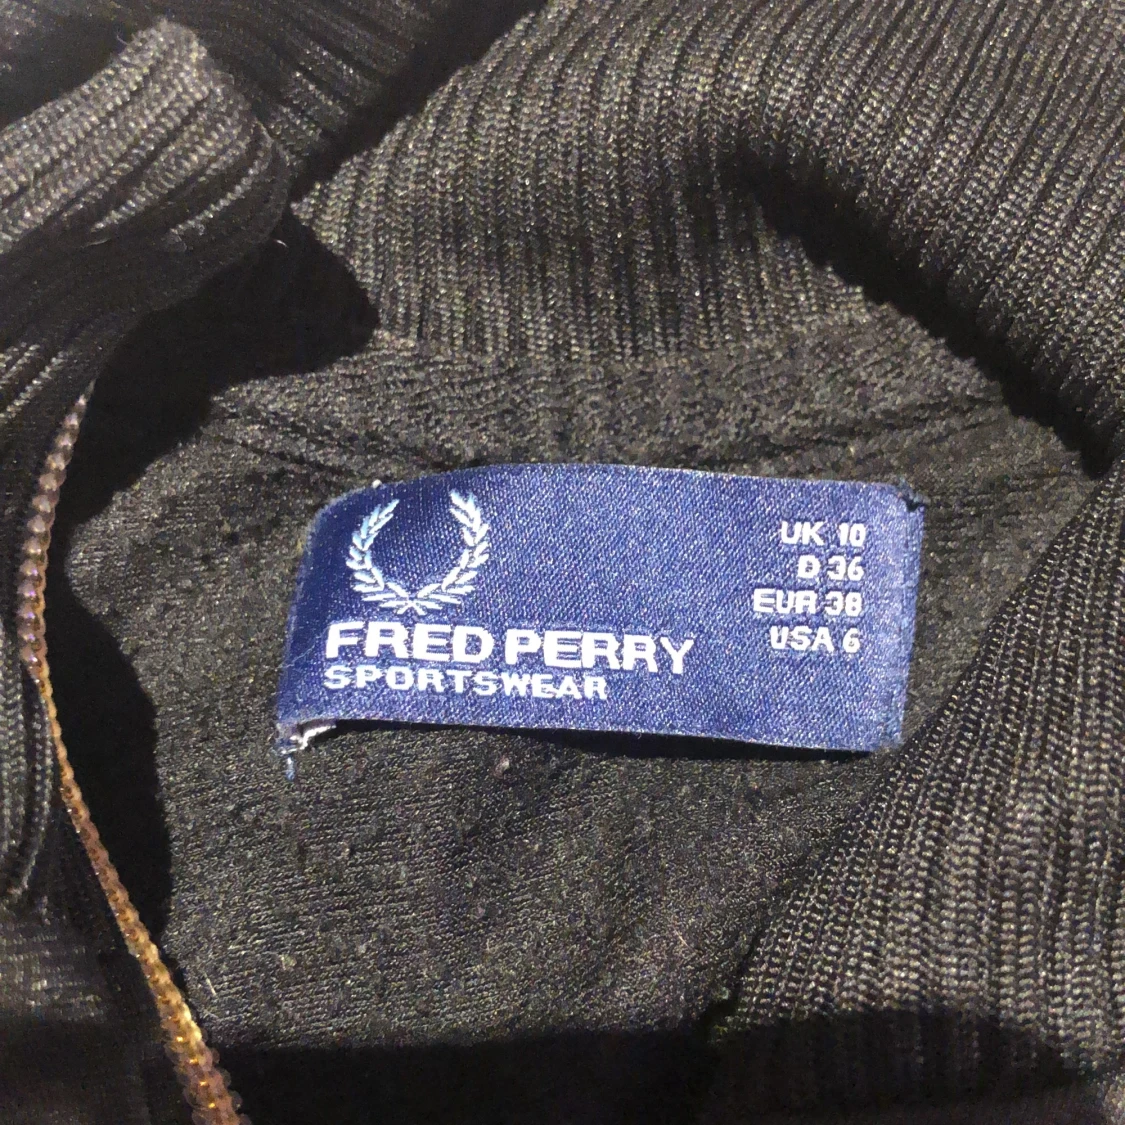 FRED PERRY
SPORTSWEAR
UK 10
D 36
EUR 38
USA 6